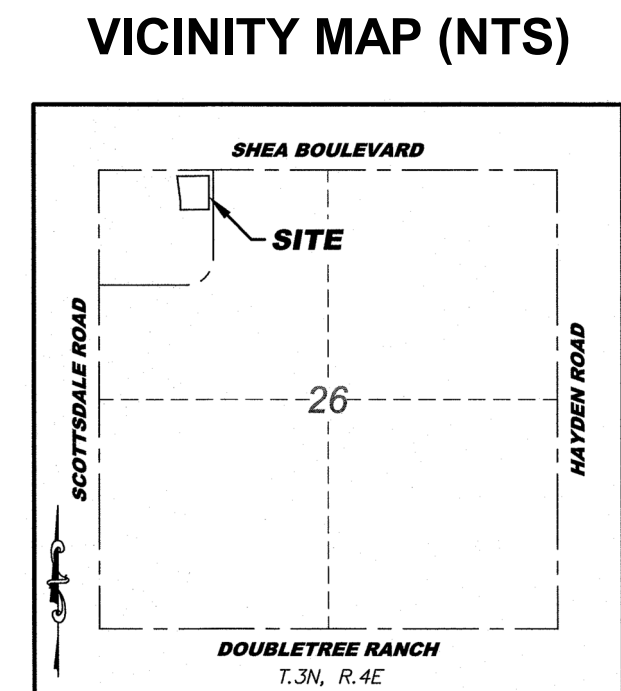 VICINITY MAP (NTS)
SHEA BOULEVARD
SITE
SCOTTSDALE ROAD
26
HAYDEN ROAD
DOUBLETREE RANCH
T.3N, R.4E